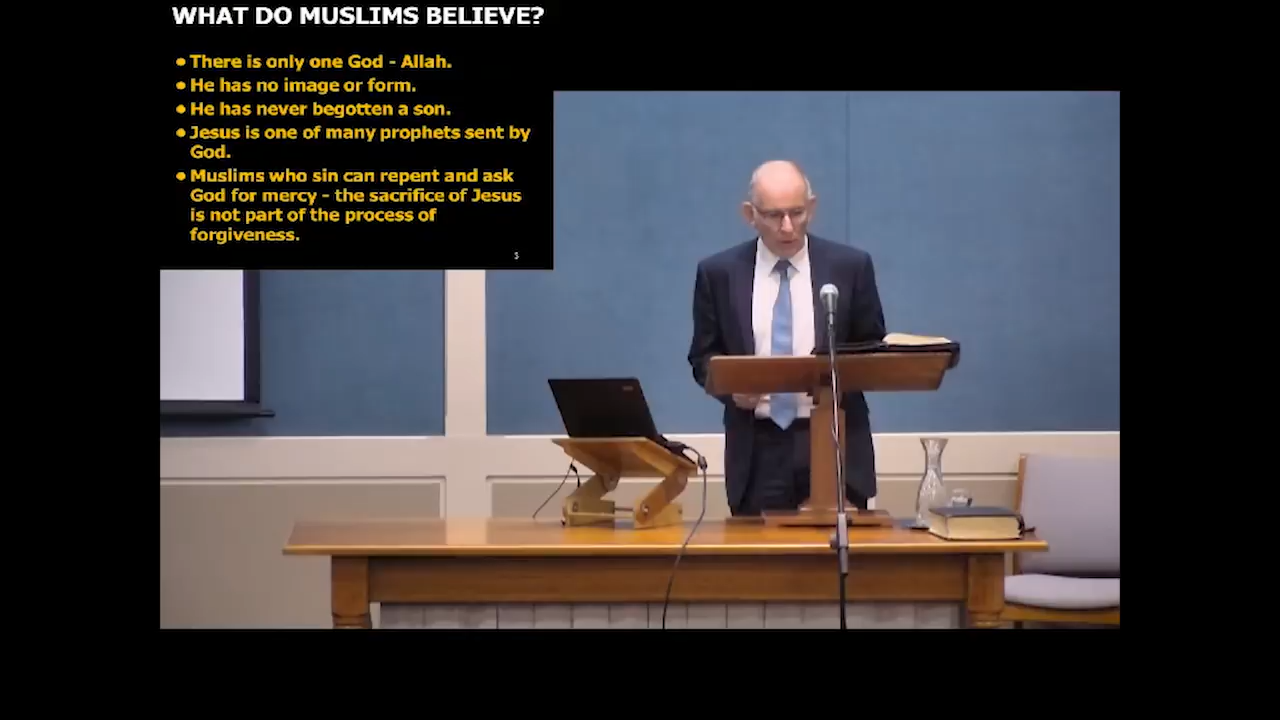 WHAT DO MUSLIMS BELIEVE?
• There is only one God - Allah.
• He has no image or form.
• He has never begotten a son.
• Jesus is one of many prophets sent by
God.
• Muslims who sin can repent and ask
God for mercy - the sacrifice of Jesus
is not part of the process of
forgiveness.
5